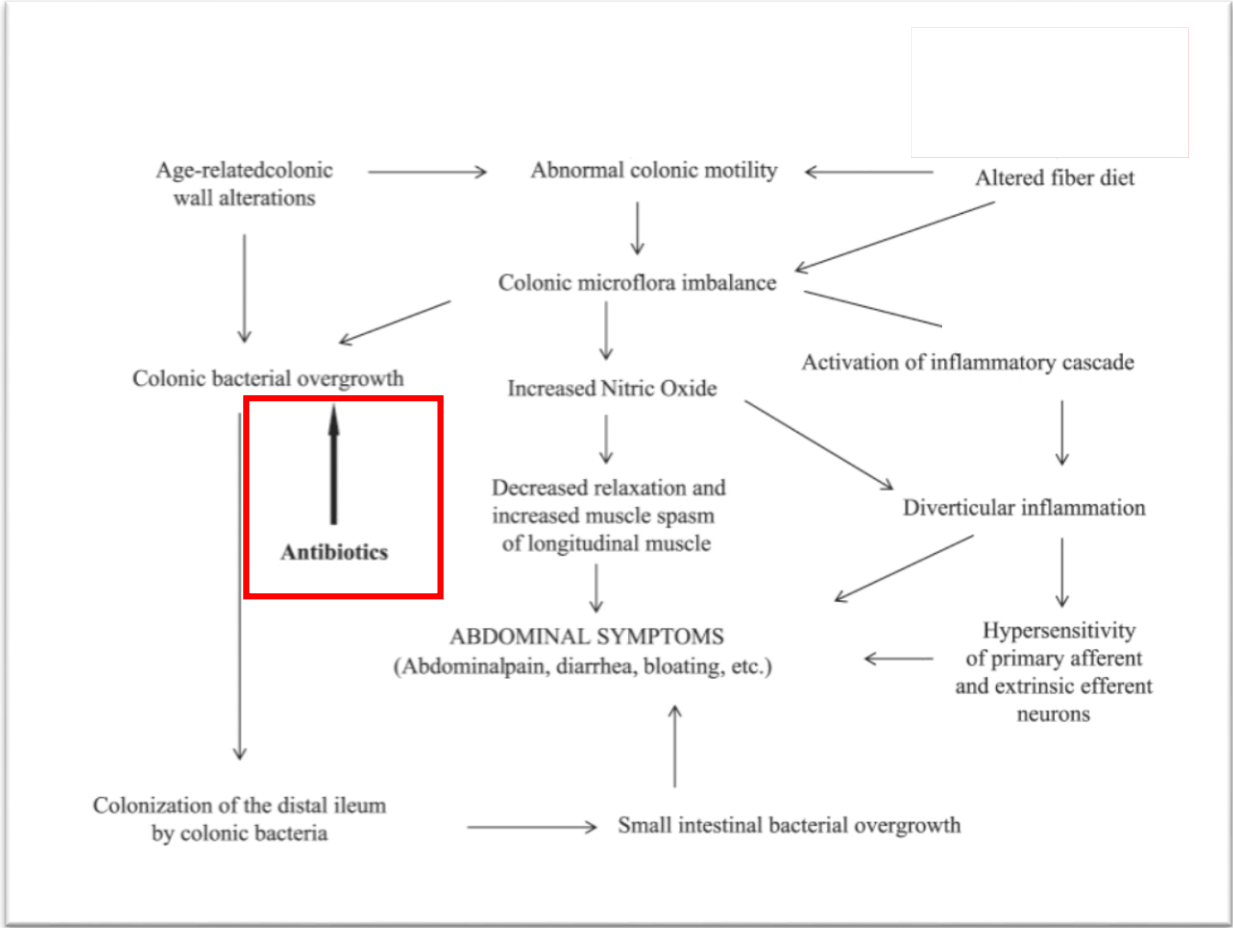 Age-relatedcolonic
wall alterations
Abnormal colonic motility
Altered fiber diet
Colonic microflora imbalance
Colonic bacterial overgrowth
Increased Nitric Oxide
Activation of inflammatory cascade
Antibiotics
Decreased relaxation and
increased muscle spasm
of longitudinal muscle
Diverticular inflammation
ABDOMINAL SYMPTOMS
(Abdominalpain, diarrhea, bloating, etc.)
Hypersensitivity
of primary afferent
and extrinsic efferent
neurons
Colonization of the distal ileum
by colonic bacteria
Small intestinal bacterial overgrowth